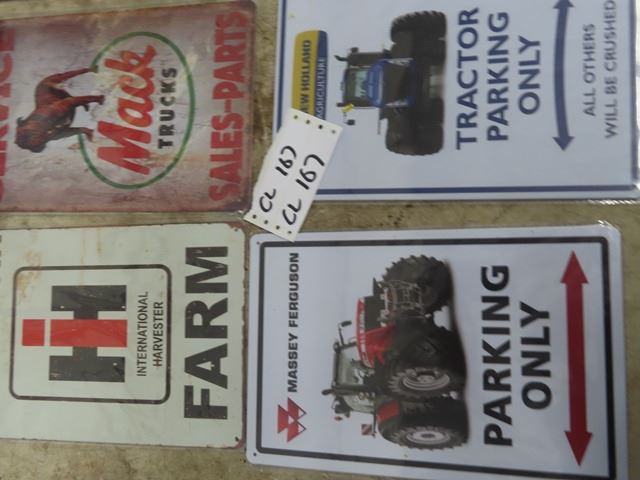 SERVICE
Mack
TRUCKS
SALES-PARTS
NEW HOLLAND
AGRICULTURE
TRACTOR
PARKING
ONLY
ALL OTHERS
WILL BE CRUSHED
CL 167
CL 167
IH
INTERNATIONAL
HARVESTER
FARM
MASSEY FERGUSON
PARKING
ONLY